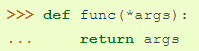 >>> def func(*args):
...     return args